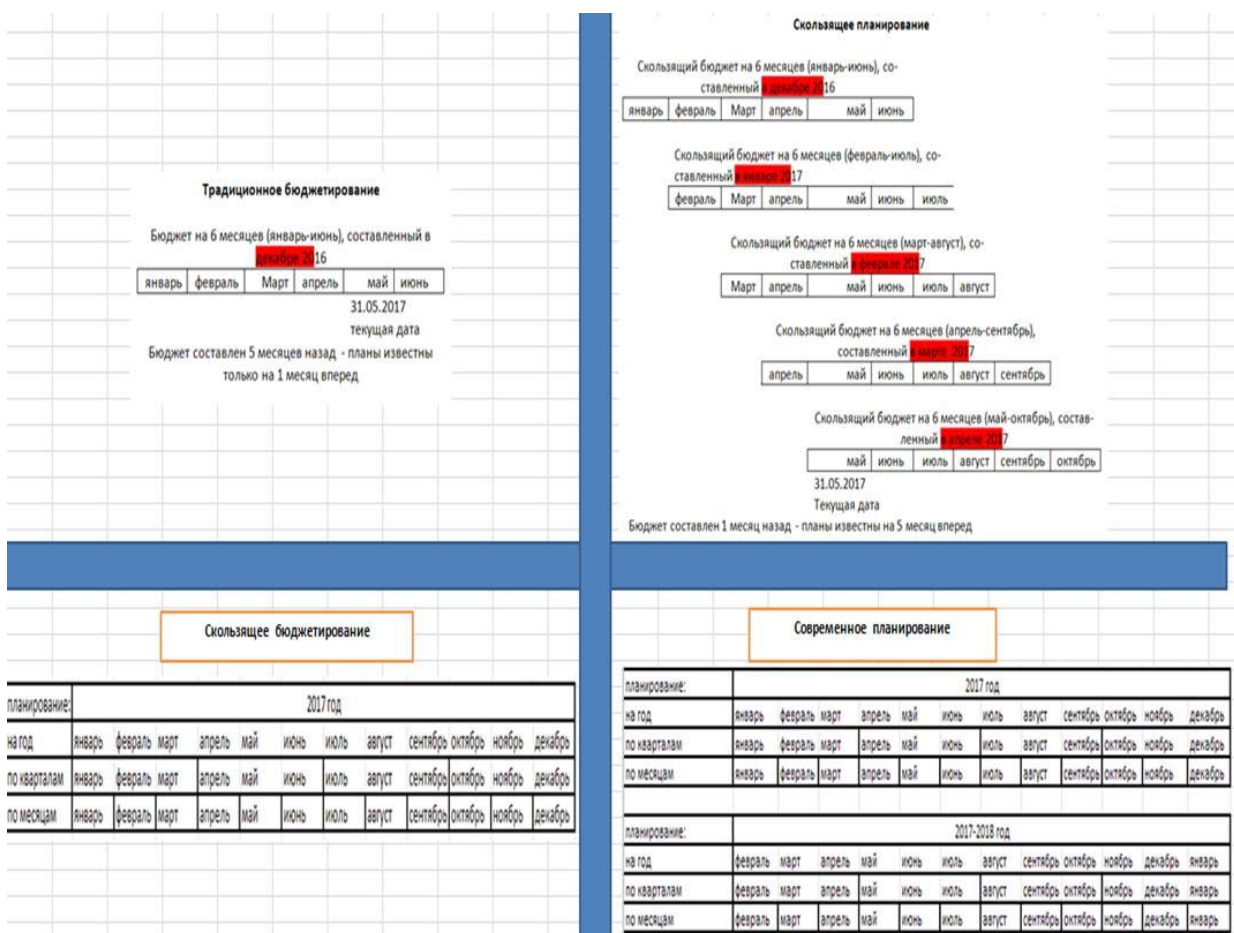 Традиционное бюджетирование
Бюджет на 6 месяцев (январь-июнь), составленный в
декабре 2016
январь февраль Март апрель май июнь
31.05.2017
текущая дата
Бюджет составлен 5 месяцев назад - планы известны
только на 1 месяц вперед
Скользящее планирование
Скользящий бюджет на 6 месяцев (январь-июнь), со-
ставленный в декабре 2016
январь февраль Март апрель май июнь
Скользящий бюджет на 6 месяцев (февраль-июль), со-
ставленный в январе 2017
февраль Март апрель май июнь июль
Скользящий бюджет на 6 месяцев (март-август), со-
ставленный в феврале 2017
Март апрель май июнь июль август
Скользящий бюджет на 6 месяцев (апрель-сентябрь),
составленный в марте 2017
апрель май июнь июль август сентябрь
Скользящий бюджет на 6 месяцев (май-октябрь), состав-
ленный в апреле 2017
май июнь июль август сентябрь октябрь
31.05.2017
Текущая дата
Бюджет составлен 1 месяц назад - планы известны на 5 месяц вперед
Скользящее бюджетирование
планирование: 2017 год
на год январь февраль март апрель май июнь июль август сентябрь октябрь ноябрь декабрь
по кварталам январь февраль март апрель май июнь июль август сентябрь октябрь ноябрь декабрь
по месяцам январь февраль март апрель май июнь июль август сентябрь октябрь ноябрь декабрь
Современное планирование
планирование: 2017 год
на год январь февраль март апрель май июнь июль август сентябрь октябрь ноябрь декабрь
по кварталам январь февраль март апрель май июнь июль август сентябрь октябрь ноябрь декабрь
по месяцам январь февраль март апрель май июнь июль август сентябрь октябрь ноябрь декабрь
планирование: 2017-2018 год
на год февраль март апрель май июнь июль август сентябрь октябрь ноябрь декабрь январь
по кварталам февраль март апрель май июнь июль август сентябрь октябрь ноябрь декабрь январь
по месяцам февраль март апрель май июнь июль август сентябрь октябрь ноябрь декабрь январь